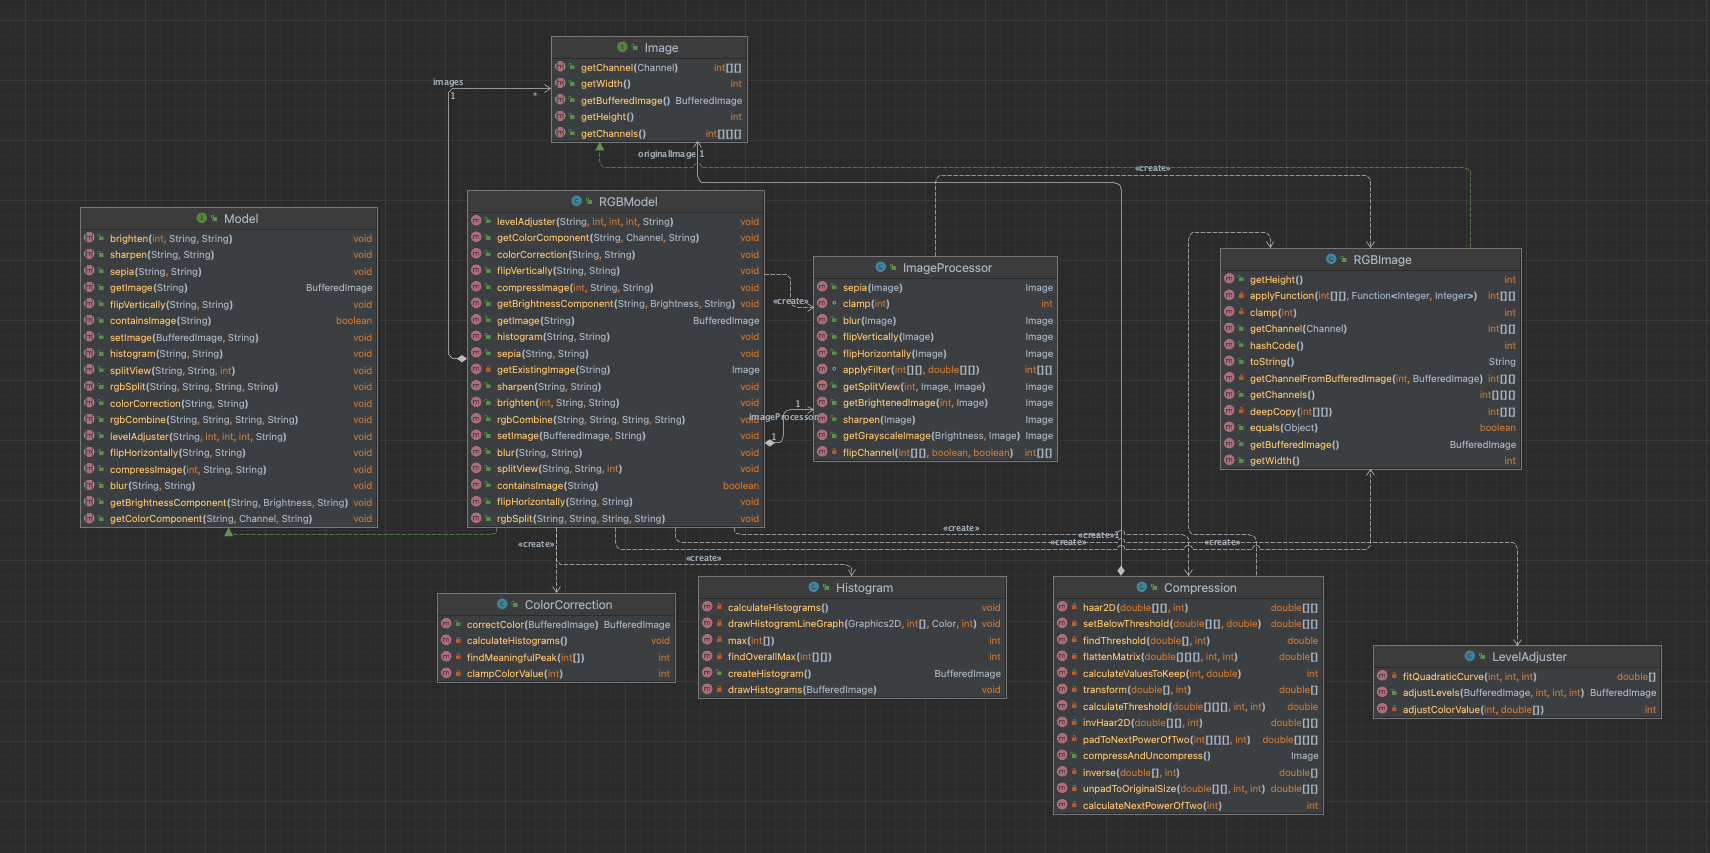 Image
getChannel(Channel) int[][]
getWidth() int
getBufferedImage() BufferedImage
getHeight() int
getChannels() int[][][]
images
1
*
originalImage 1
«create»
Model
brighten(int, String, String) void
sharpen(String, String) void
sepia(String, String) void
getImage(String) BufferedImage
flipVertically(String, String) void
containsImage(String) boolean
setImage(BufferedImage, String) void
histogram(String, String) void
splitView(String, String, int) void
rgbSplit(String, String, String, String) void
colorCorrection(String, String) void
rgbCombine(String, String, String, String) void
levelAdjuster(String, int, int, int, String) void
flipHorizontally(String, String) void
compressImage(int, String, String) void
blur(String, String) void
getBrightnessComponent(String, Brightness, String) void
getColorComponent(String, Channel, String) void
RGBModel
levelAdjuster(String, int, int, int, String) void
getColorComponent(String, Channel, String) void
colorCorrection(String, String) void
flipVertically(String, String) void
compressImage(int, String, String) void
getBrightnessComponent(String, Brightness, String) void
getImage(String) BufferedImage
histogram(String, String) void
sepia(String, String) void
getExistingImage(String) Image
sharpen(String, String) void
brighten(int, String, String) void
rgbCombine(String, String, String, String) void
setImage(BufferedImage, String) void
blur(String, String) void
splitView(String, String, int) void
containsImage(String) boolean
flipHorizontally(String, String) void
rgbSplit(String, String, String, String) void
«create»
1
imageProcessor
1
ImageProcessor
sepia(Image) Image
clamp(int) int
blur(Image) Image
flipVertically(Image) Image
flipHorizontally(Image) Image
applyFilter(int[][], double[][]) int[][]
getSplitView(int, Image, Image) Image
getBrightenedImage(int, Image) Image
sharpen(Image) Image
getGrayscaleImage(Brightness, Image) Image
flipChannel(int[][], boolean, boolean) int[][]
RGBImage
getHeight() int
applyFunction(int[][], Function<Integer, Integer>) int[][]
clamp(int) int
getChannel(Channel) int[][]
hashCode() int
toString() String
getChannelFromBufferedImage(int, BufferedImage) int[][]
getChannels() int[][][]
deepCopy(int[][]) int[][]
equals(Object) boolean
getBufferedImage() BufferedImage
getWidth() int
«create»
«create»
«create»
«create» 1
«create»
«create»
ColorCorrection
correctColor(BufferedImage) BufferedImage
calculateHistograms() void
findMeaningfulPeak(int[]) int
clampColorValue(int) int
Histogram
calculateHistograms() void
drawHistogramLineGraph(Graphics2D, int[], Color, int) void
max(int[]) int
findOverallMax(int[][]) int
createHistogram() BufferedImage
drawHistograms(BufferedImage) void
Compression
haar2D(double[][], int) double[][]
setBelowThreshold(double[][], double) double[][]
findThreshold(double[], int) double
flattenMatrix(double[][][], int, int) double[]
calculateValuesToKeep(int, double) int
transform(double[], int) double[]
calculateThreshold(double[][][], int, int) double
invHaar2D(double[][], int) double[][]
padToNextPowerOfTwo(int[][][], int) double[][][]
compressAndUncompress() Image
inverse(double[], int) double[]
unpadToOriginalSize(double[][], int, int) double[][]
calculateNextPowerOfTwo(int) int
LevelAdjuster
fitQuadraticCurve(int, int, int) double[]
adjustLevels(BufferedImage, int, int, int) BufferedImage
adjustColorValue(int, double[]) int